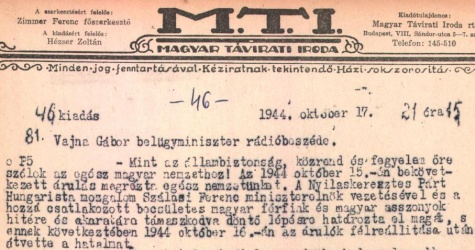 A szerkesztésért felelős:
Zimmer Ferenc főszerkesztő
A kiadásért felelős:
Hézser Zoltán
M.T.I.
MAGYAR TÁVIRATI IRODA
Kiadótulajdonos:
Magyar Távirati Iroda rt
Budapest, VIII, Sándor-utca 5—7
Telefon: 145-510
Minden jog fenntartásával. Kéziratnak tekintendő. Házi sokszorosítás.
46 kiadás
—46—
1944. október 17.
21 óra 15
81. Vajna Gábor belügyminiszter rádióbeszéde.
o P5 - Mint az állambiztonság, közrend és fegyelem őre
szólok az egész magyar nemzethez! Az 1944 október 15.-én bekövet-
kezett árulás megrázta egész nemzetünket. A Nyilaskeresztes Párt
Hungarista mozgalom Szálasi Ferenc miniszterelnök vezetésével és a
hozzá csatlakozott becsületes magyar férfiak és magyar asszonyok
hitére és akaratára támaszkodva döntő lépésre határozta el magát, s
ennek következtében 1944 október 16.-án az árulók félreállítása után
átvette a hatalmat.